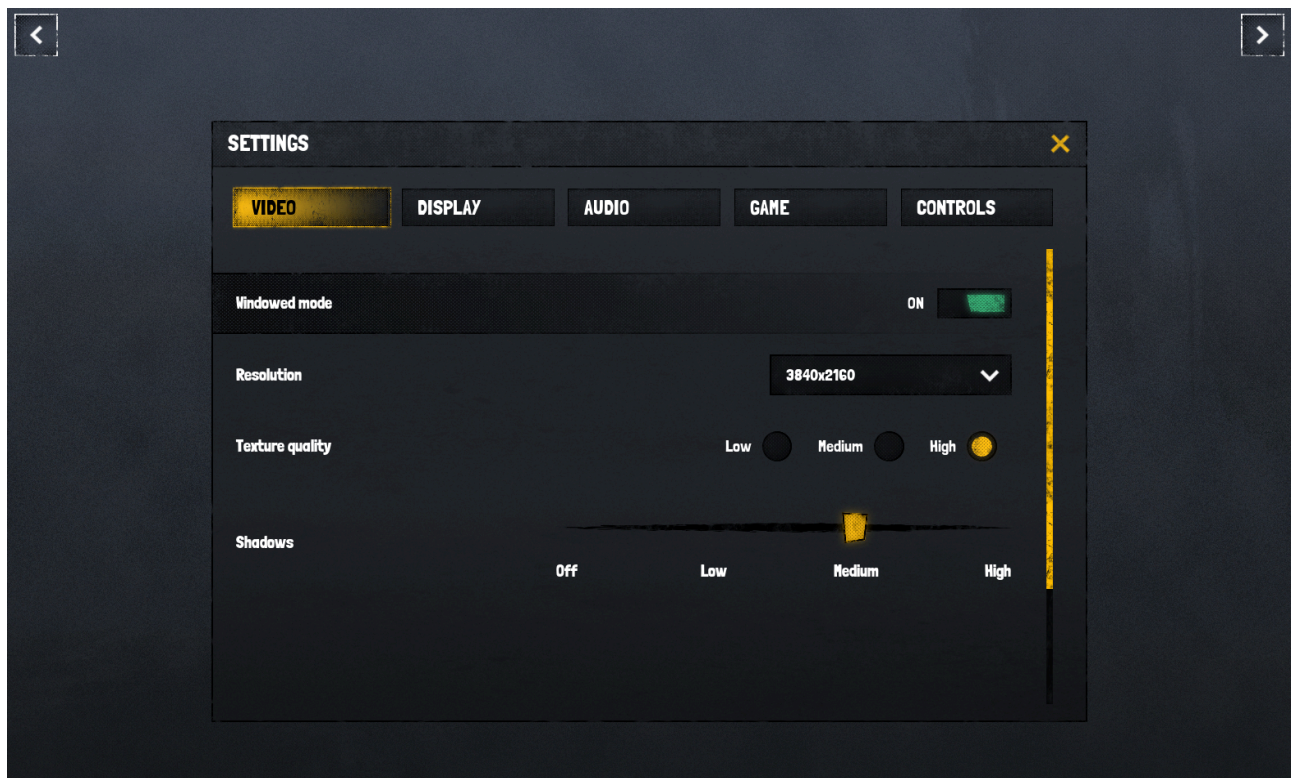 SETTINGS
VIDEO DISPLAY AUDIO GAME CONTROLS
Windowed mode ON
Resolution 3840x2160
Texture quality Low Medium High
Shadows
Off Low Medium High